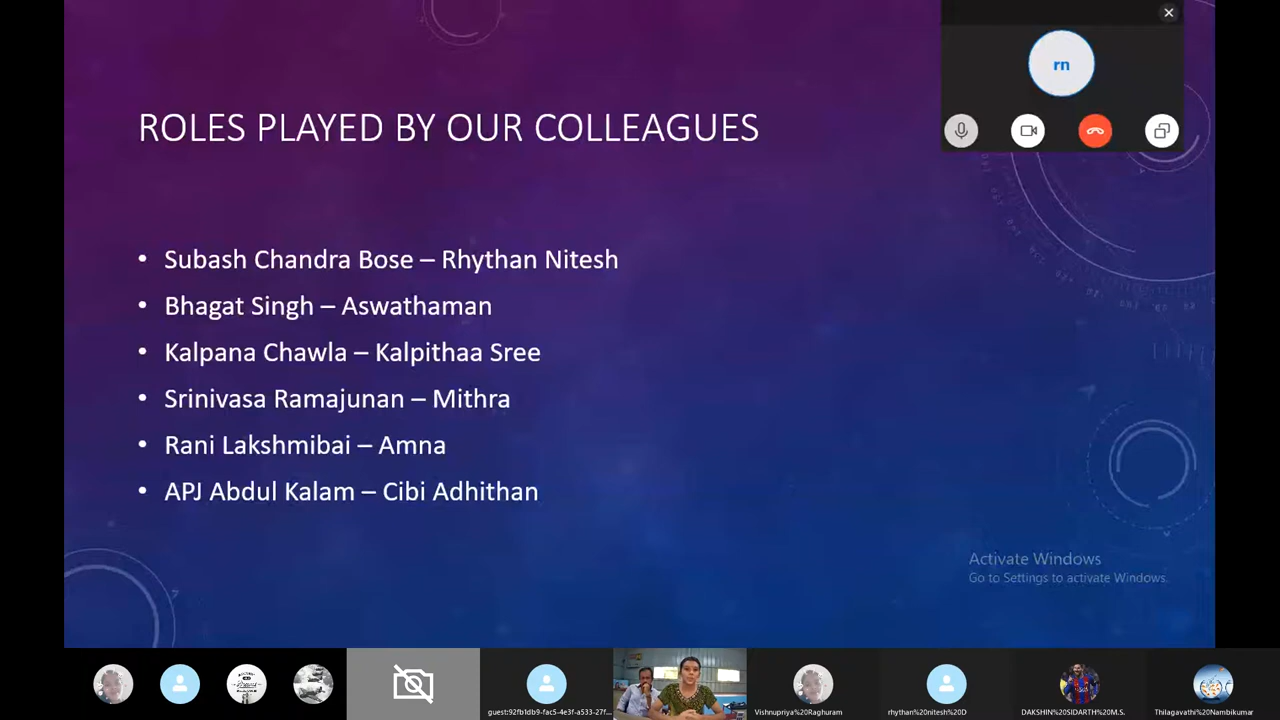 rn
ROLES PLAYED BY OUR COLLEAGUES
• Subash Chandra Bose – Rhythan Nitesh
• Bhagat Singh – Aswathaman
• Kalpana Chawla – Kalpithaa Sree
• Srinivasa Ramajunan – Mithra
• Rani Lakshmibai – Amna
• APJ Abdul Kalam – Cibi Adhithan
Activate Windows
Go to Settings to activate Windows.
guest:92fb1db9-fac5-4e3f-a533-27f...
Vishnupriya%20Raghuram
rhythan%20nitesh%20D
DAKSHIN%20SIDARTH%20M.S.
Thilagavathi%20Nambikumar